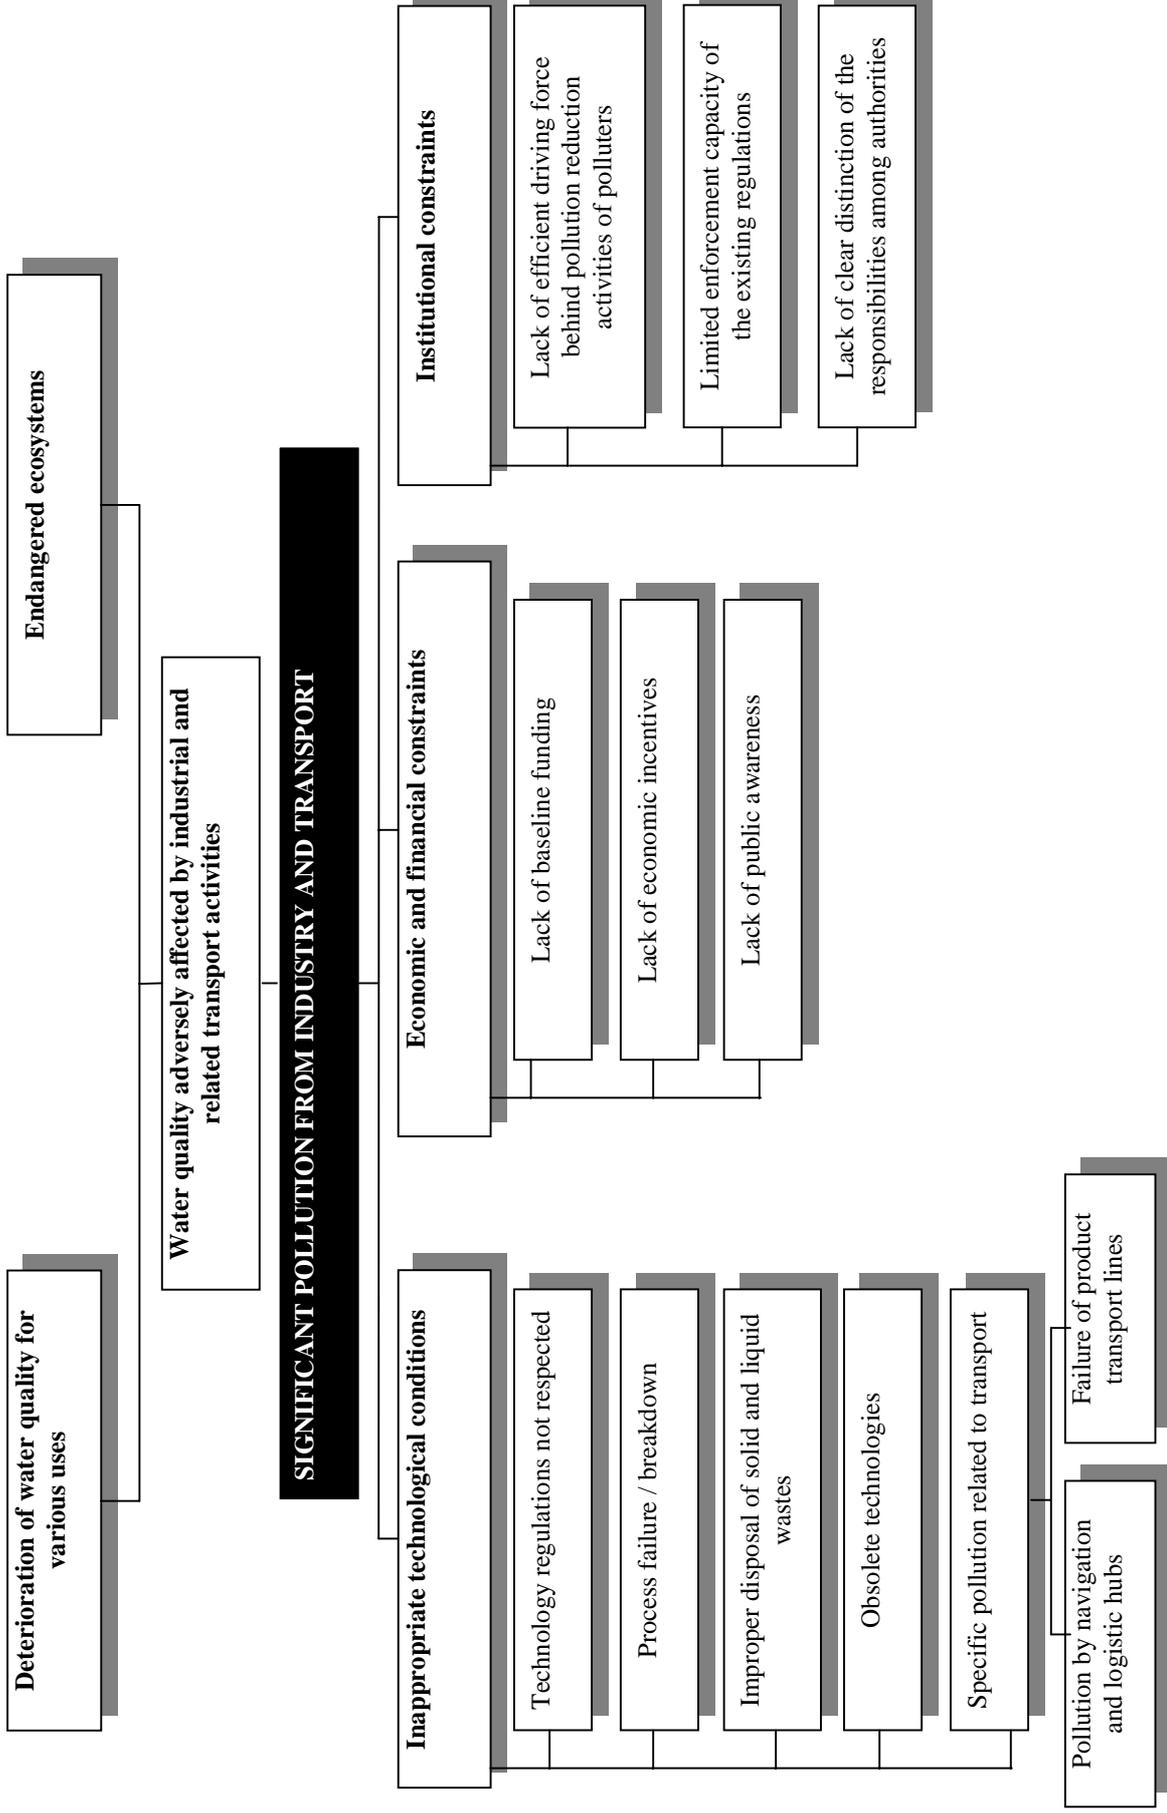 Deterioration of water quality for
various uses
Endangered ecosystems
Water quality adversely affected by industrial and
related transport activities
SIGNIFICANT POLLUTION FROM INDUSTRY AND TRANSPORT
Inappropriate technological conditions
Technology regulations not respected
Process failure / breakdown
Improper disposal of solid and liquid
wastes
Obsolete technologies
Specific pollution related to transport
Pollution by navigation
and logistic hubs
Failure of product
transport lines
Economic and financial constraints
Lack of baseline funding
Lack of economic incentives
Lack of public awareness
Institutional constraints
Lack of efficient driving force
behind pollution reduction
activities of polluters
Limited enforcement capacity of
the existing regulations
Lack of clear distinction of the
responsibilities among authorities